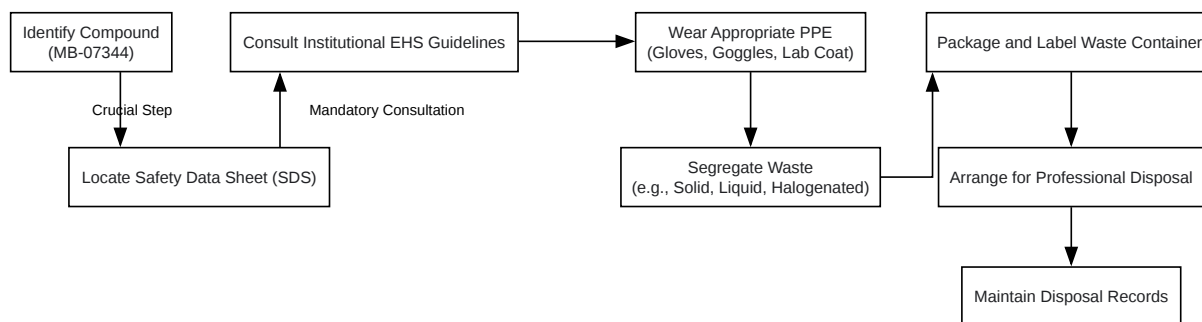 Identify Compound
(MB-07344)
Crucial Step
Locate Safety Data Sheet (SDS)
Mandatory Consultation
Consult Institutional EHS Guidelines
Wear Appropriate PPE
(Gloves, Goggles, Lab Coat)
Segregate Waste
(e.g., Solid, Liquid, Halogenated)
Package and Label Waste Container
Arrange for Professional Disposal
Maintain Disposal Records